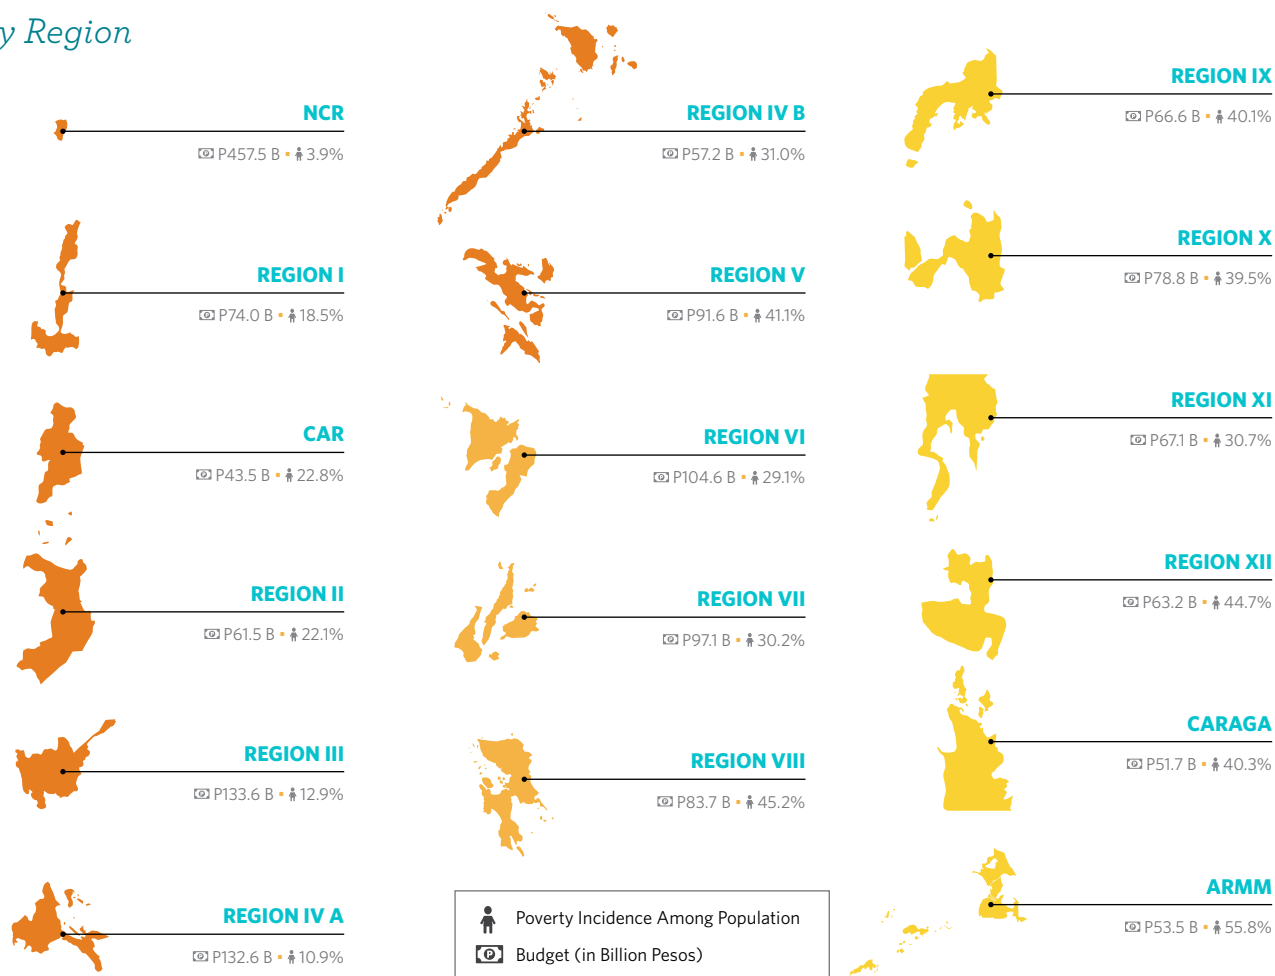 y Region
NCR
P457.5 B ▪ 3.9%
REGION I
P74.0 B ▪ 18.5%
CAR
P43.5 B ▪ 22.8%
REGION II
P61.5 B ▪ 22.1%
REGION III
P133.6 B ▪ 12.9%
REGION IV A
P132.6 B ▪ 10.9%
REGION IV B
P57.2 B ▪ 31.0%
REGION V
P91.6 B ▪ 41.1%
REGION VI
P104.6 B ▪ 29.1%
REGION VII
P97.1 B ▪ 30.2%
REGION VIII
P83.7 B ▪ 45.2%
Poverty Incidence Among Population
Budget (in Billion Pesos)
REGION IX
P66.6 B ▪ 40.1%
REGION X
P78.8 B ▪ 39.5%
REGION XI
P67.1 B ▪ 30.7%
REGION XII
P63.2 B ▪ 44.7%
CARAGA
P51.7 B ▪ 40.3%
ARMM
P53.5 B ▪ 55.8%